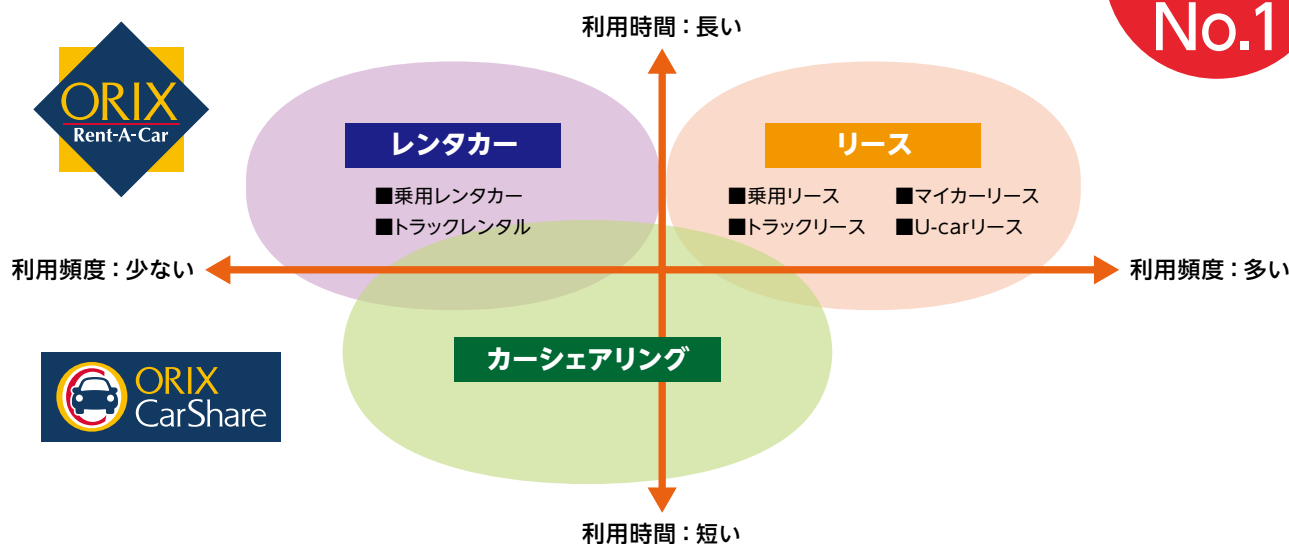 利用時間：長い
No.1
ORIX
Rent-A-Car
レンタカー
■乗用レンタカー
■トラックレンタル
リース
■乗用リース ■マイカーリース
■トラックリース ■U-carリース
利用頻度：少ない
利用頻度：多い
カーシェアリング
ORIX
CarShare
利用時間：短い